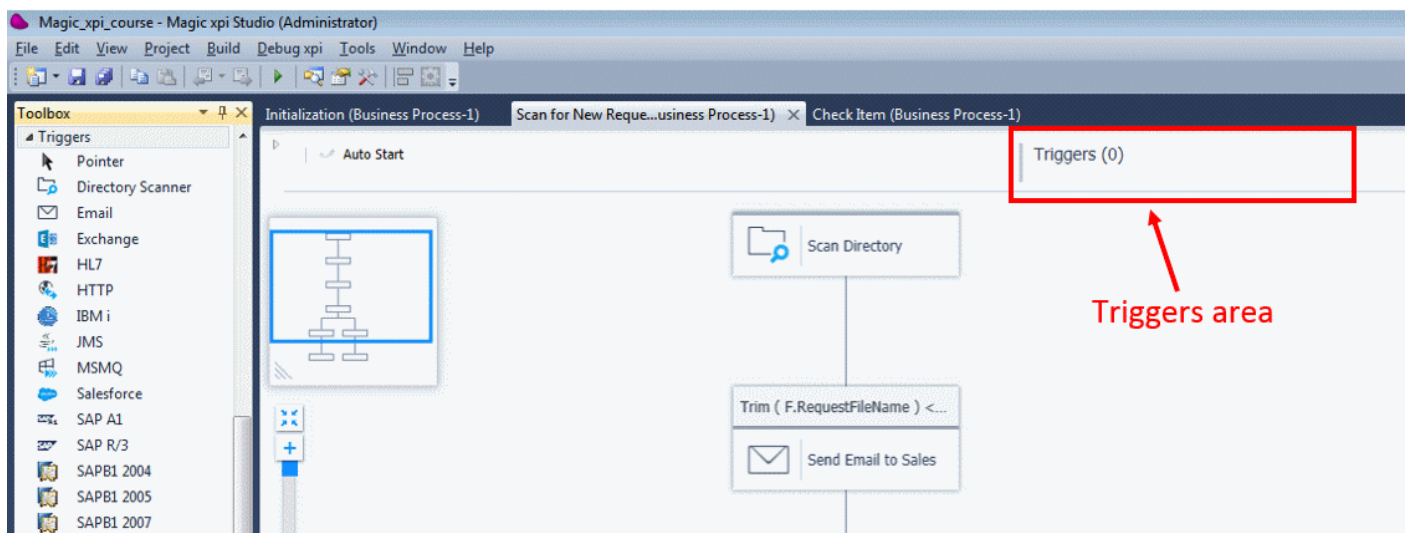 Magic_xpi_course - Magic xpi Studio (Administrator)
File Edit View Project Build Debug xpi Tools Window Help
Toolbox
Initialization (Business Process-1) Scan for New Reque...usiness Process-1) Check Item (Business Process-1)
Triggers
Pointer
Directory Scanner
Email
Exchange
HL7
HTTP
IBM i
JMS
MSMQ
Salesforce
SAP A1
SAP R/3
SAPB1 2004
SAPB1 2005
SAPB1 2007
Auto Start
Triggers (0)
Scan Directory
Triggers area
Trim ( F.RequestFileName ) <...
Send Email to Sales